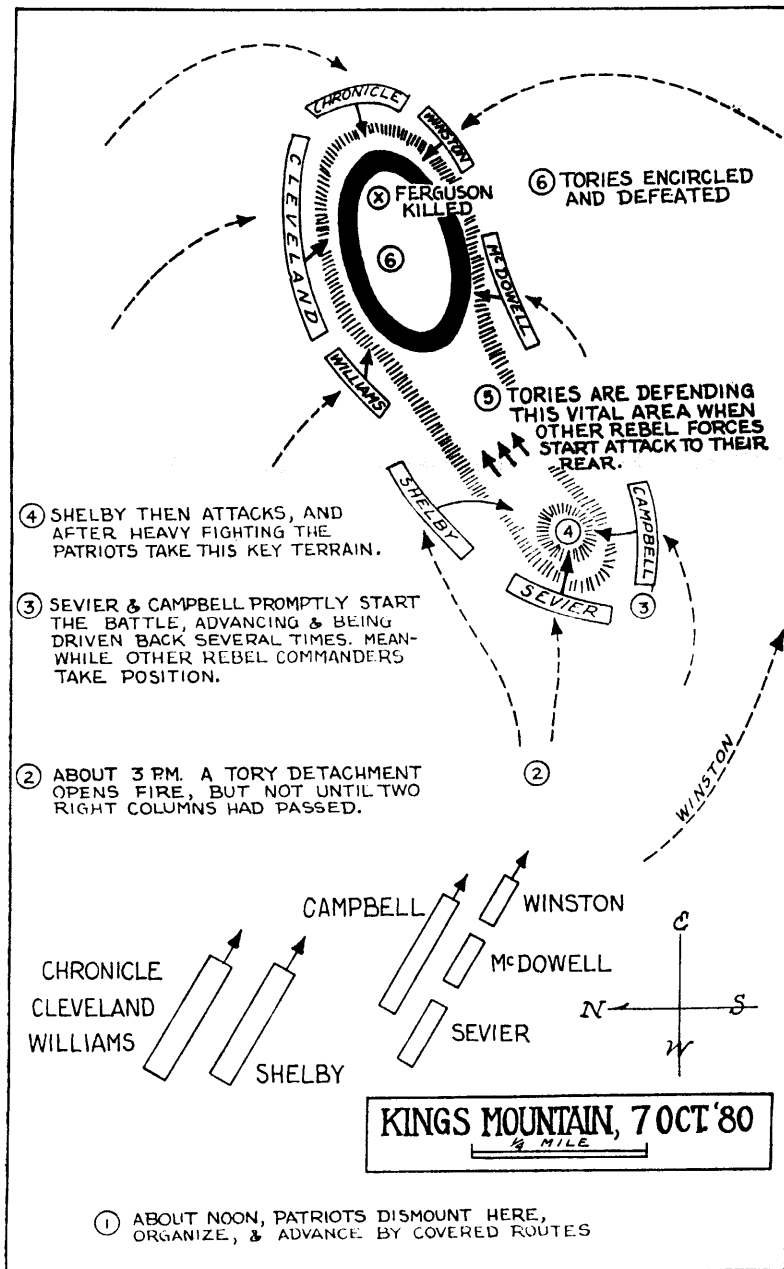 CHRONICLE
WINSTON
CLEVELAND
Ⓧ FERGUSON
KILLED
⑥ TORIES ENCIRCLED
AND DEFEATED
⑥
McDOWELL
WILLIAMS
⑤ TORIES ARE DEFENDING
THIS VITAL AREA WHEN
OTHER REBEL FORCES
START ATTACK TO THEIR
REAR.
SHELBY
CAMPBELL
④
SEVIER
③
④ SHELBY THEN ATTACKS, AND
AFTER HEAVY FIGHTING THE
PATRIOTS TAKE THIS KEY TERRAIN.
③ SEVIER & CAMPBELL PROMPTLY START
THE BATTLE, ADVANCING & BEING
DRIVEN BACK SEVERAL TIMES. MEAN-
WHILE OTHER REBEL COMMANDERS
TAKE POSITION.
② ABOUT 3 P.M. A TORY DETACHMENT
OPENS FIRE, BUT NOT UNTIL TWO
RIGHT COLUMNS HAD PASSED.
②
WINSTON
CAMPBELL
WINSTON
McDOWELL
SEVIER
CHRONICLE
CLEVELAND
WILLIAMS
SHELBY
E
N
S
W
KINGS MOUNTAIN, 7 OCT. '80
1/4 MILE
① ABOUT NOON, PATRIOTS DISMOUNT HERE,
ORGANIZE, & ADVANCE BY COVERED ROUTES